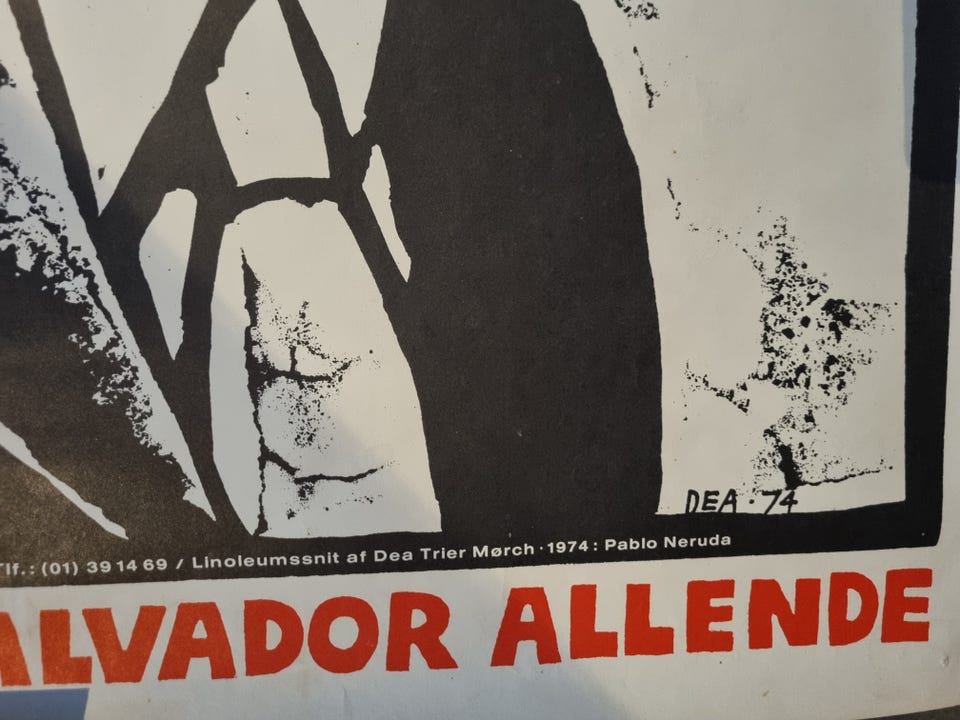 DEA · 74
Tlf.: (01) 39 14 69 / Linoleumssnit af Dea Trier Mørch · 1974 : Pablo Neruda
ALVADOR ALLENDE